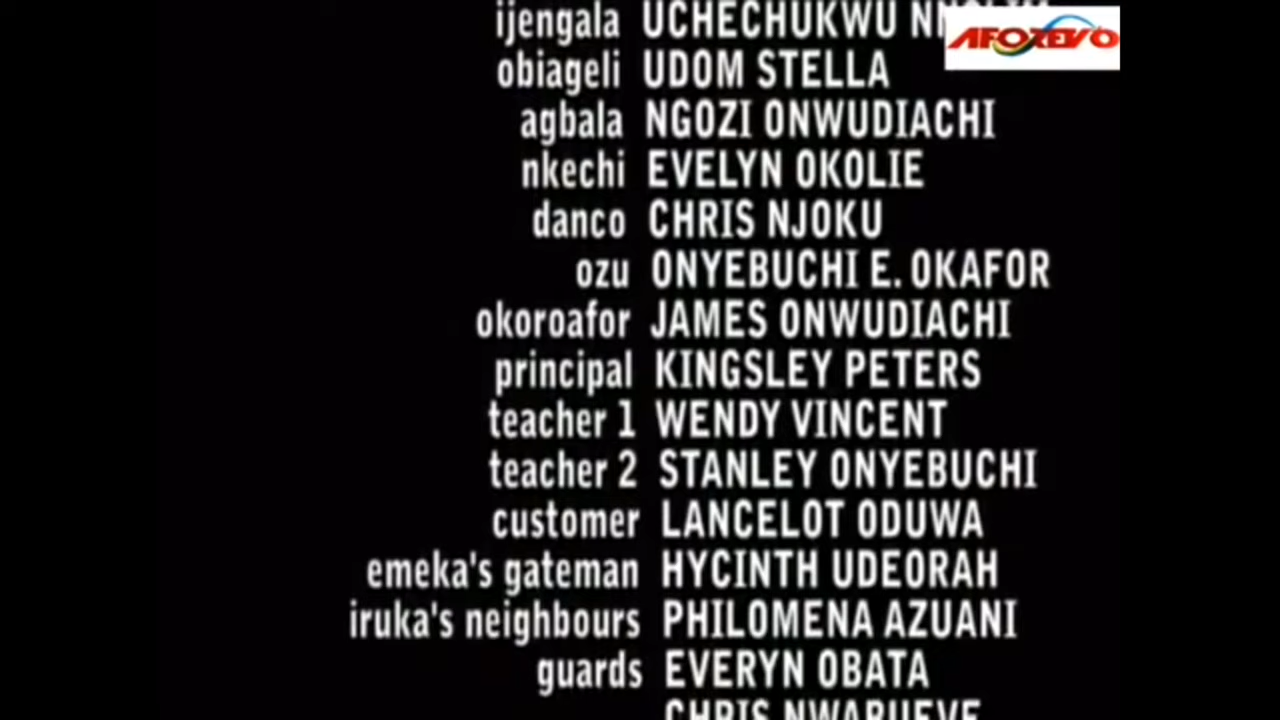 ijengala UCHECHUKWU
AFOREVO
obiageli UDOM STELLA
agbala NGOZI ONWUDIACHI
nkechi EVELYN OKOLIE
danco CHRIS NJOKU
ozu ONYEBUCHI E. OKAFOR
okoroafor JAMES ONWUDIACHI
principal KINGSLEY PETERS
teacher 1 WENDY VINCENT
teacher 2 STANLEY ONYEBUCHI
customer LANCELOT ODUWA
emeka's gateman HYCINTH UDEORAH
iruka's neighbours PHILOMENA AZUANI
guards EVERYN OBATA
CHRIS